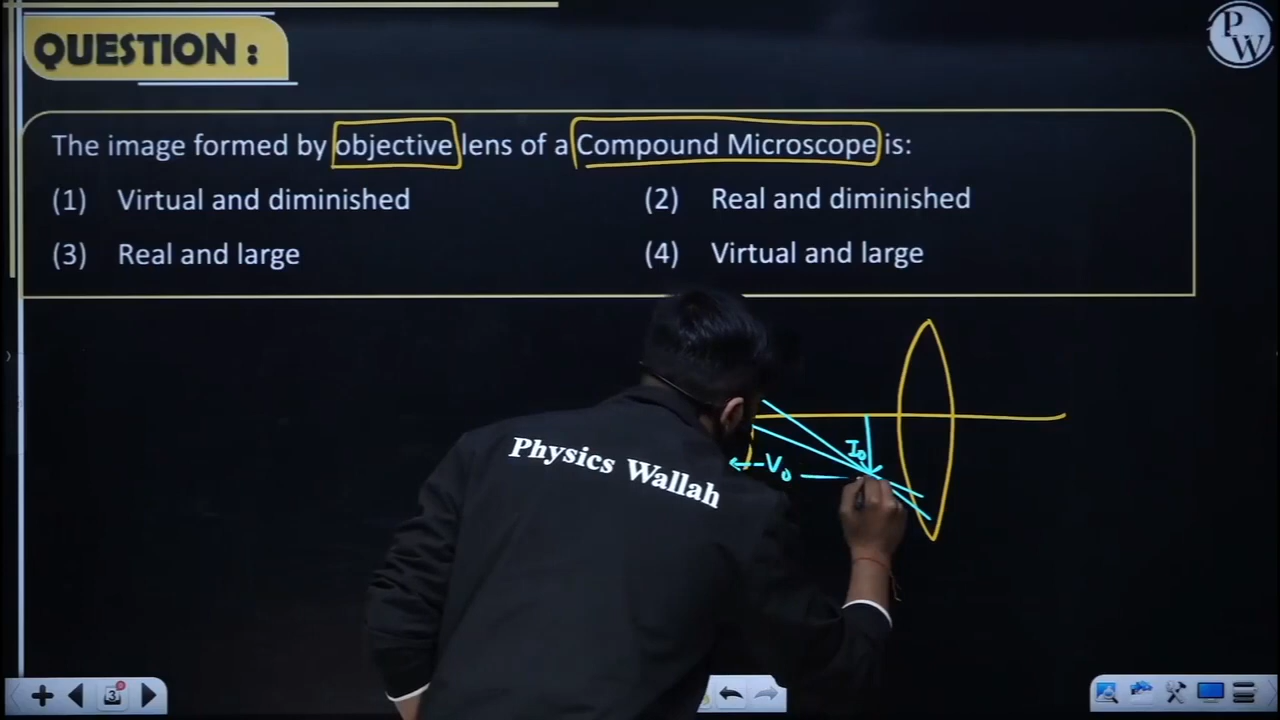 QUESTION :
PW
The image formed by objective lens of a Compound Microscope is:
(1) Virtual and diminished
(2) Real and diminished
(3) Real and large
(4) Virtual and large
I₀
V₀
Physics Wallah
3